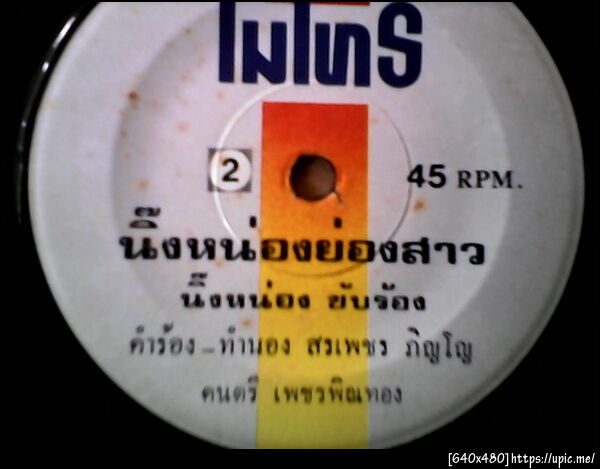 ไมโทร
2
45 RPM.
นิ๊งหน่องย่องสาว
นิ๊งหน่อง ขับร้อง
คำร้อง - ทำนอง สรเพชร ภิญโญ
ดนตรี เพชรพิณทอง
[640x480]https://upic.me/